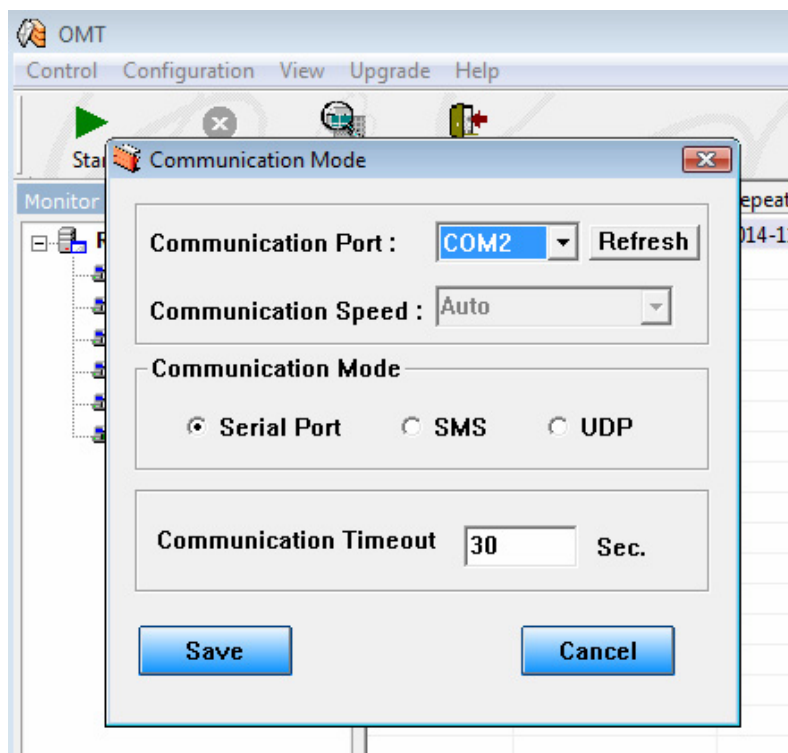 OMT
Control Configuration View Upgrade Help
Communication Mode
Monitor
Communication Port : COM2 Refresh
014-1
Communication Speed : Auto
Communication Mode
Serial Port SMS UDP
Communication Timeout 30 Sec.
Save Cancel